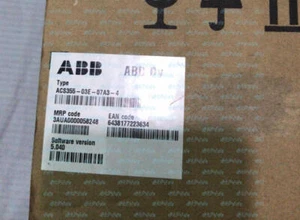 ABB ABB Oy
Type
ACS355-03E-07A3-4
MRP code EAN code
3AUA0000058248 6438177223634
Software version
5.040